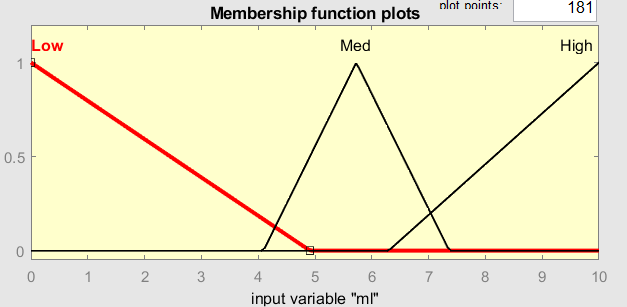 plot points: 181
Membership function plots
Low Med High
1
0.5
0
0 1 2 3 4 5 6 7 8 9 10
input variable "ml"